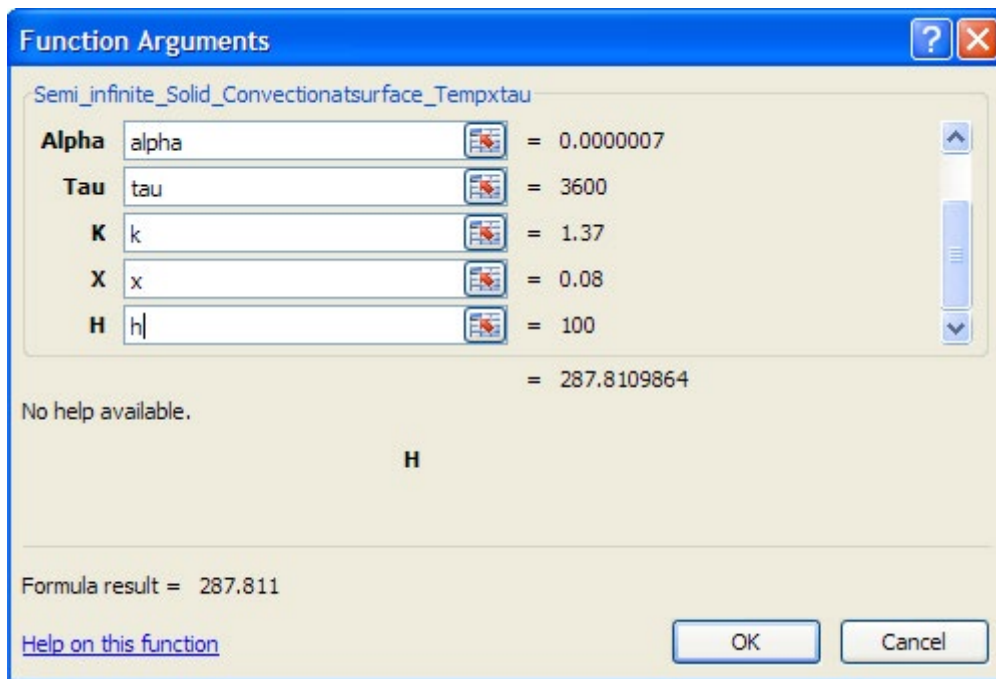 Function Arguments
Semi_infinite_Solid_Convectionatsurface_Tempxtau
Alpha alpha = 0.0000007
Tau tau = 3600
K k = 1.37
X x = 0.08
H h = 100
= 287.8109864
No help available.
H
Formula result = 287.811
Help on this function OK Cancel